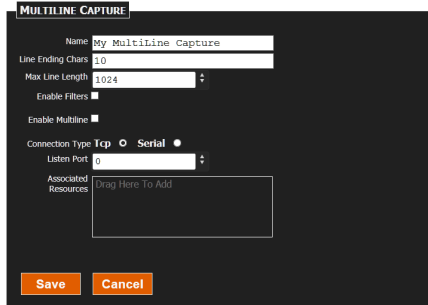 MULTILINE CAPTURE
Name My MultiLine Capture
Line Ending Chars 10
Max Line Length 1024
Enable Filters
Enable Multiline
Connection Type Tcp Serial
Listen Port 0
Associated Resources Drag Here To Add
Save Cancel